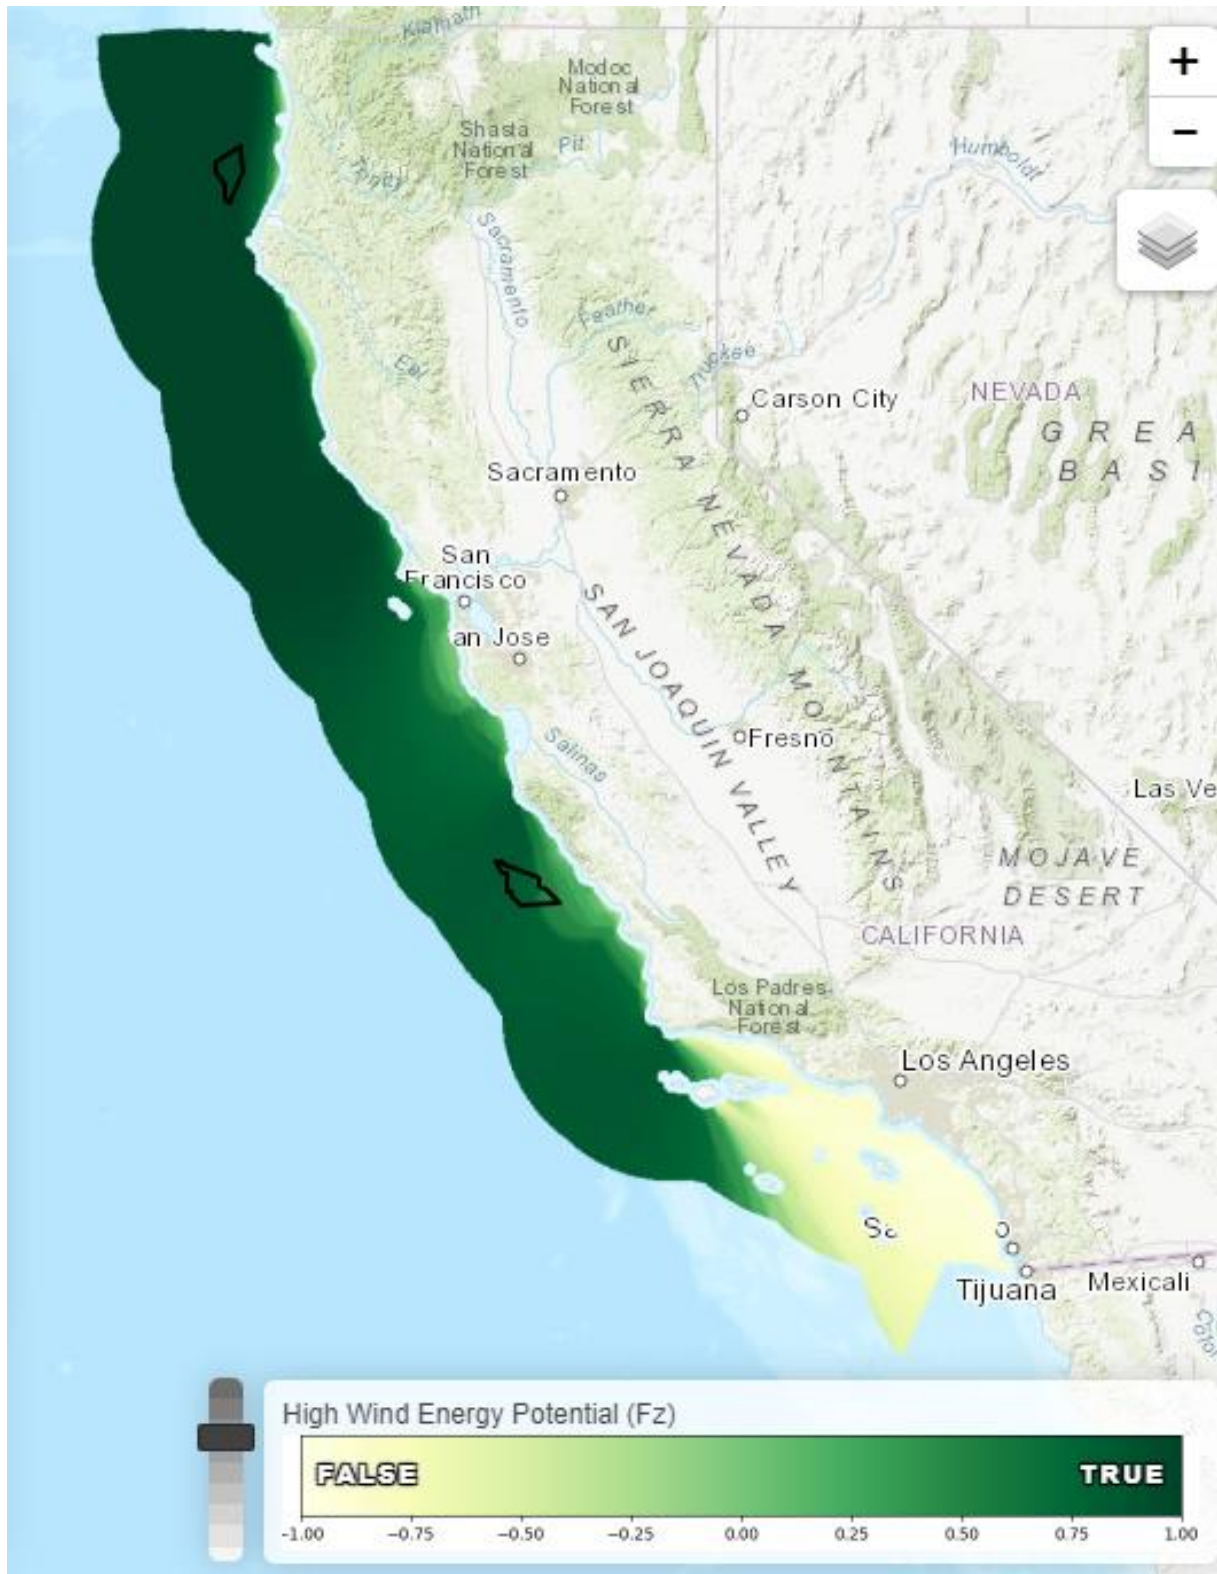 Klamath
Modoc
National
Forest
+
Shasta
National
Forest
Pit
−
Humboldt
Trinity
Sacramento
Feather
Truckee
Eel
SIERRA NEVADA MOUNTAINS
Carson City
NEVADA
GREA
BASI
Sacramento
San
Francisco
an Jose
SAN JOAQUIN VALLEY
Fresno
Salinas
Las Ve
MOJAVE
DESERT
CALIFORNIA
Los Padres
National
Forest
Los Angeles
Sa
o
Tijuana
Mexicali
High Wind Energy Potential (Fz)
FALSE
TRUE
-1.00 −0.75 −0.50 −0.25 0.00 0.25 0.50 0.75 1.00